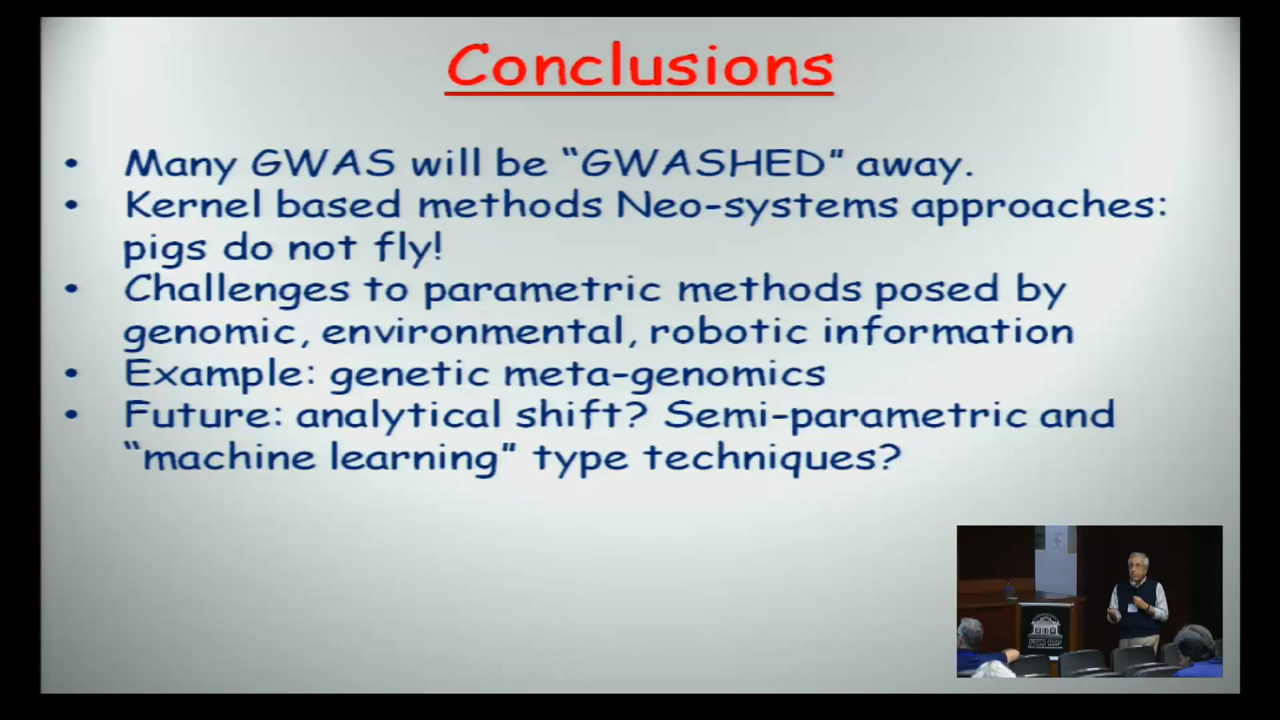 Conclusions
• Many GWAS will be “GWASHED” away.
• Kernel based methods Neo-systems approaches:
pigs do not fly!
• Challenges to parametric methods posed by
genomic, environmental, robotic information
• Example: genetic meta-genomics
• Future: analytical shift? Semi-parametric and
“machine learning” type techniques?